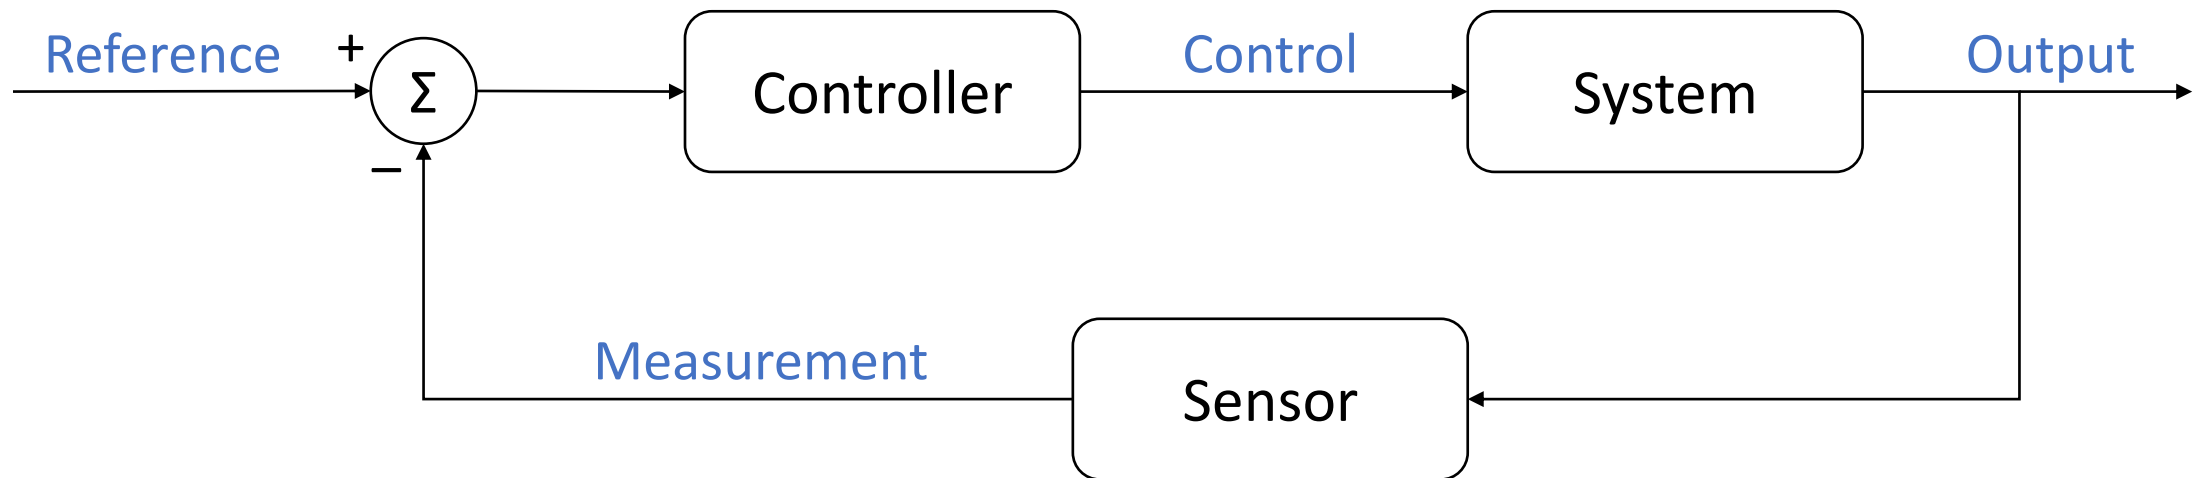 Reference
+
Σ
Controller
Control
System
Output
−
Measurement
Sensor